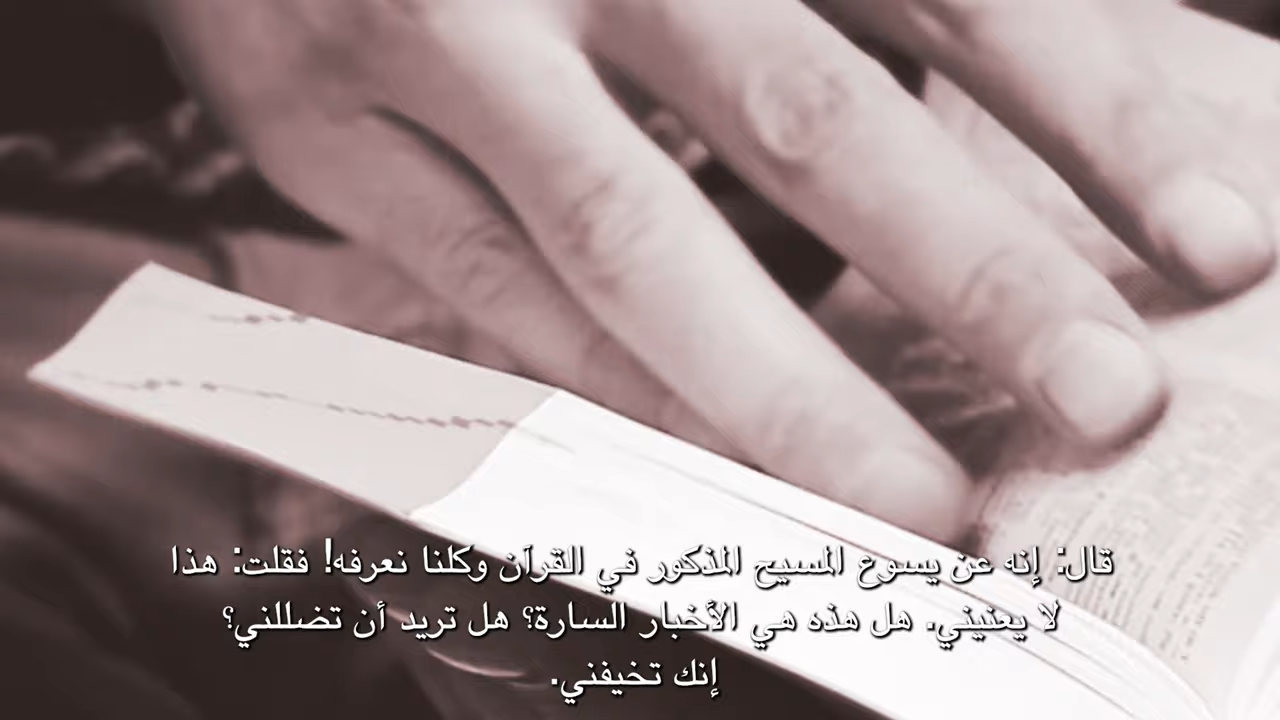 قال: إنه عن يسوع المسيح المذكور في القرآن وكلنا نعرفه! فقلت: هذا
لا يعنيني. هل هذه هي الأخبار السارة؟ هل تريد أن تضللني؟
إنك تخيفني.